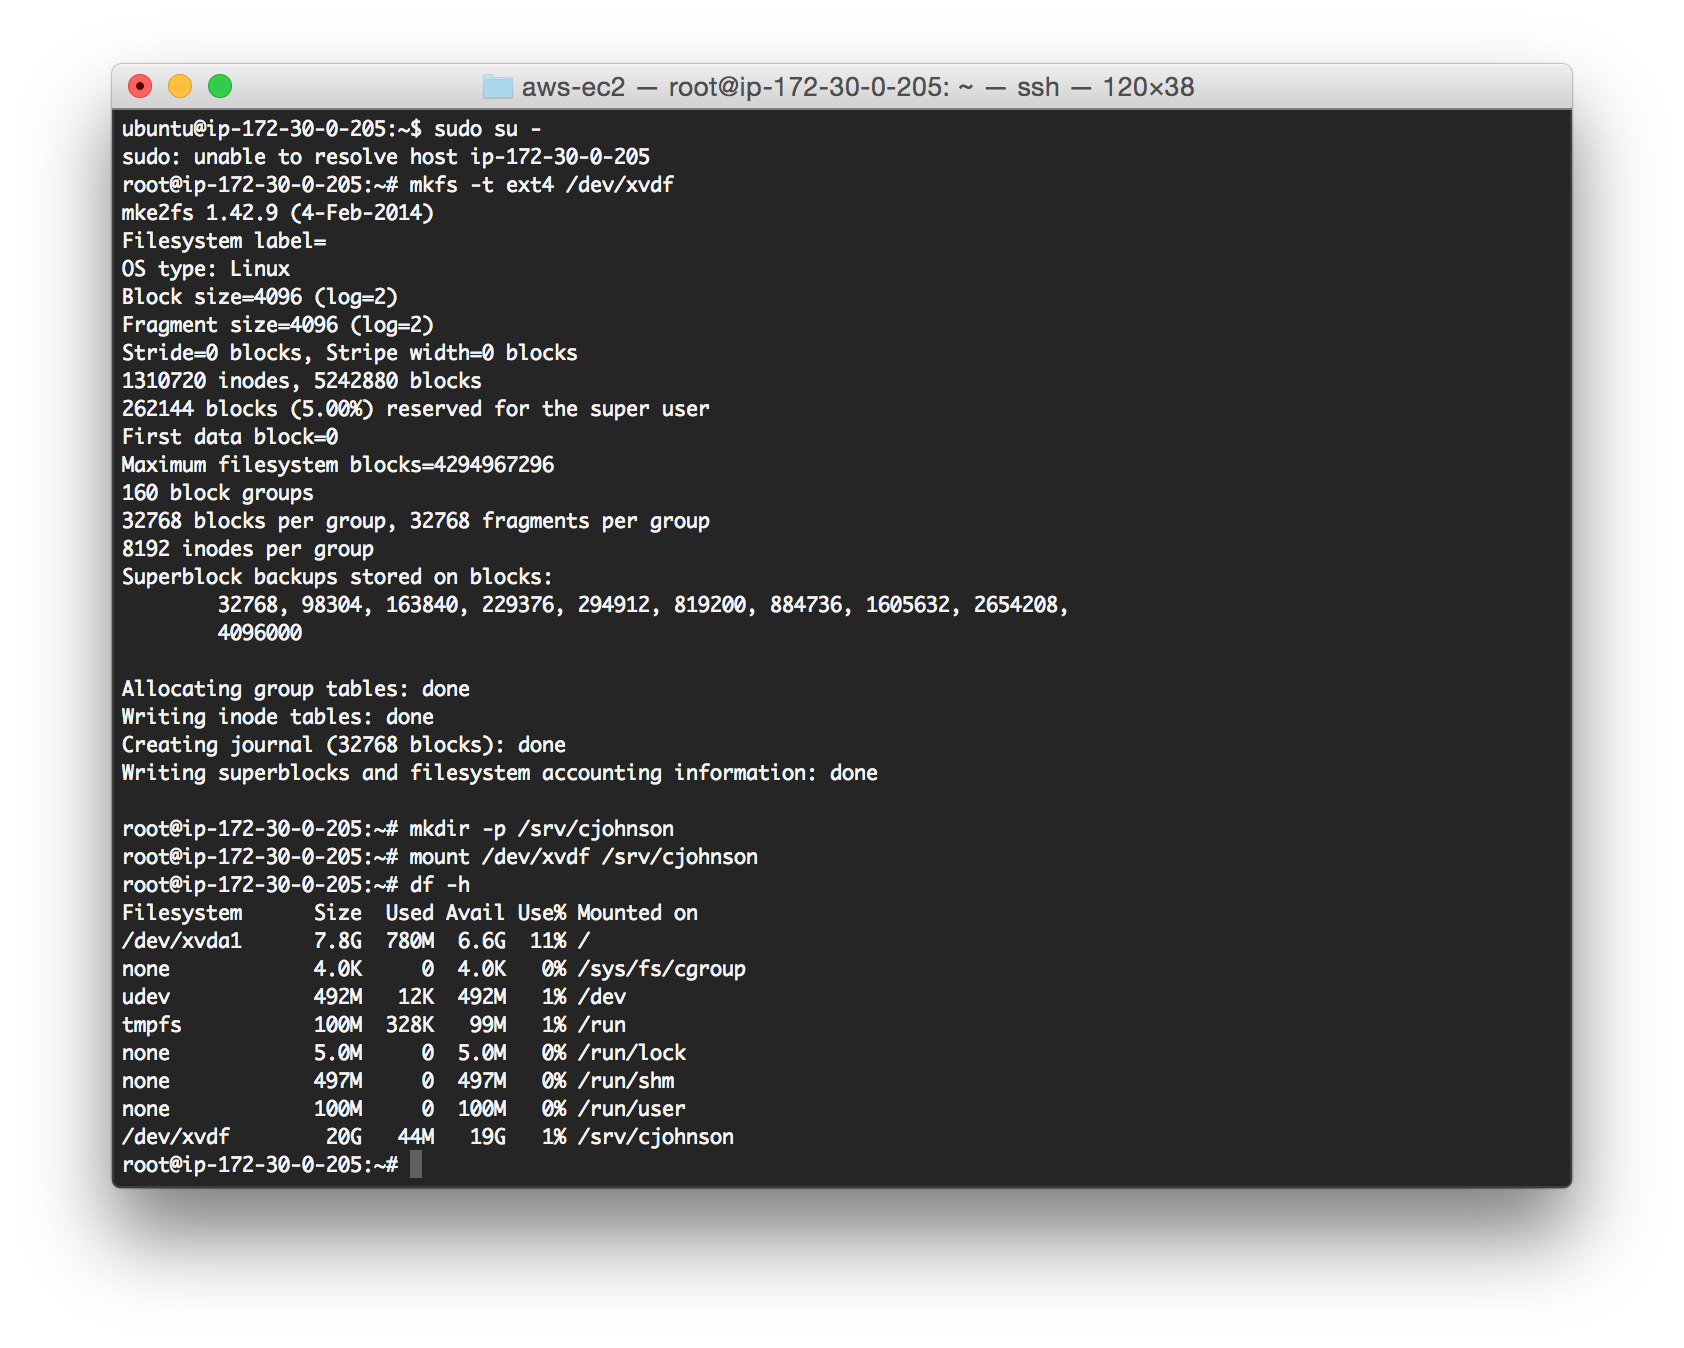 aws-ec2 — root@ip-172-30-0-205: ~ — ssh — 120×38
ubuntu@ip-172-30-0-205:~$ sudo su -
sudo: unable to resolve host ip-172-30-0-205
root@ip-172-30-0-205:~# mkfs -t ext4 /dev/xvdf
mke2fs 1.42.9 (4-Feb-2014)
Filesystem label=
OS type: Linux
Block size=4096 (log=2)
Fragment size=4096 (log=2)
Stride=0 blocks, Stripe width=0 blocks
1310720 inodes, 5242880 blocks
262144 blocks (5.00%) reserved for the super user
First data block=0
Maximum filesystem blocks=4294967296
160 block groups
32768 blocks per group, 32768 fragments per group
8192 inodes per group
Superblock backups stored on blocks:
        32768, 98304, 163840, 229376, 294912, 819200, 884736, 1605632, 2654208,
        4096000

Allocating group tables: done
Writing inode tables: done
Creating journal (32768 blocks): done
Writing superblocks and filesystem accounting information: done

root@ip-172-30-0-205:~# mkdir -p /srv/cjohnson
root@ip-172-30-0-205:~# mount /dev/xvdf /srv/cjohnson
root@ip-172-30-0-205:~# df -h
Filesystem      Size  Used Avail Use% Mounted on
/dev/xvda1      7.8G  780M  6.6G  11% /
none            4.0K     0  4.0K   0% /sys/fs/cgroup
udev            492M   12K  492M   1% /dev
tmpfs           100M  328K   99M   1% /run
none            5.0M     0  5.0M   0% /run/lock
none            497M     0  497M   0% /run/shm
none            100M     0  100M   0% /run/user
/dev/xvdf        20G   44M   19G   1% /srv/cjohnson
root@ip-172-30-0-205:~#